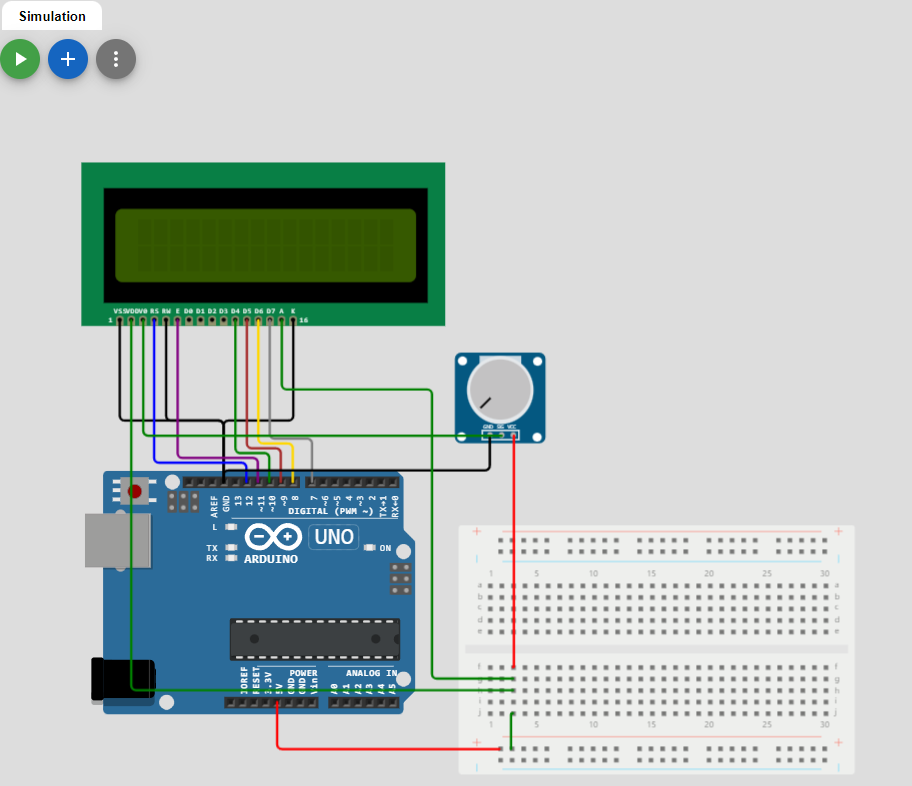 Simulation
VSS VDD V0 RS RW E D0 D1 D2 D3 D4 D5 D6 D7 A K
1 16
GND SIG VCC
AREF GND 13 12 ~11 ~10 ~9 8 7 ~6 ~5 4 ~3 2 TX→1 RX←0
DIGITAL (PWM ~)
L
UNO
TX
RX
ON
ARDUINO
+ +
1 5 10 15 20 25 30
a a
b b
c c
d d
e e
f f
g g
h h
i i
j j
1 5 10 15 20 25 30
+ +
POWER ANALOG IN
IOREF RESET 3.3V 5V GND GND Vin A0 A1 A2 A3 A4 A5